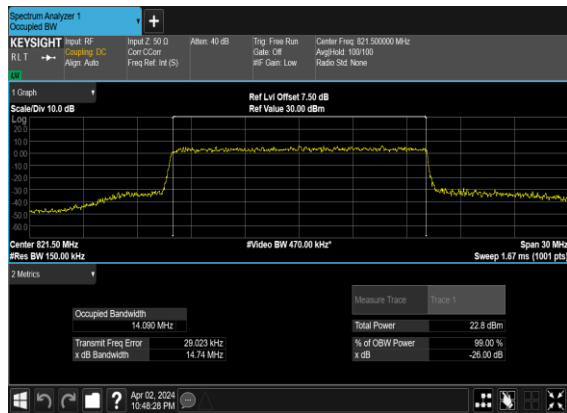 Spectrum Analyzer 1
Occupied BW
KEYSIGHT
R L T
Input: RF
Coupling: DC
Align: Auto
Input Z: 50 Ω
Corr CCorr
Freq Ref: Int (S)
Atten: 40 dB
Trig: Free Run
Gate: Off
#IF Gain: Low
Center Freq: 821.500000 MHz
Avg|Hold: 100/100
Radio Std: None
1 Graph
Scale/Div 10.0 dB
Ref Lvl Offset 7.50 dB
Ref Value 30.00 dBm
Log
20.0
10.0
0.00
-10.0
-20.0
-30.0
-40.0
-50.0
-60.0
Center 821.50 MHz
#Res BW 150.00 kHz
#Video BW 470.00 kHz*
Span 30 MHz
Sweep 1.67 ms (1001 pts)
2 Metrics
Measure Trace
Trace 1
Occupied Bandwidth
14.090 MHz
Total Power
22.8 dBm
Transmit Freq Error
29.023 kHz
% of OBW Power
99.00 %
x dB Bandwidth
14.74 MHz
x dB
-26.00 dB
?
Apr 02, 2024
10:48:28 PM